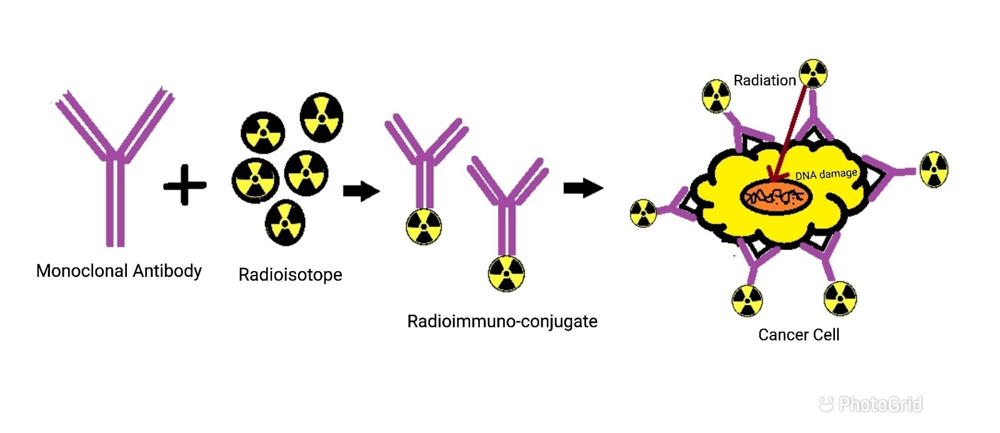 Monoclonal Antibody
Radioisotope
Radioimmuno-conjugate
Radiation
DNA damage
Cancer Cell
PhotoGrid